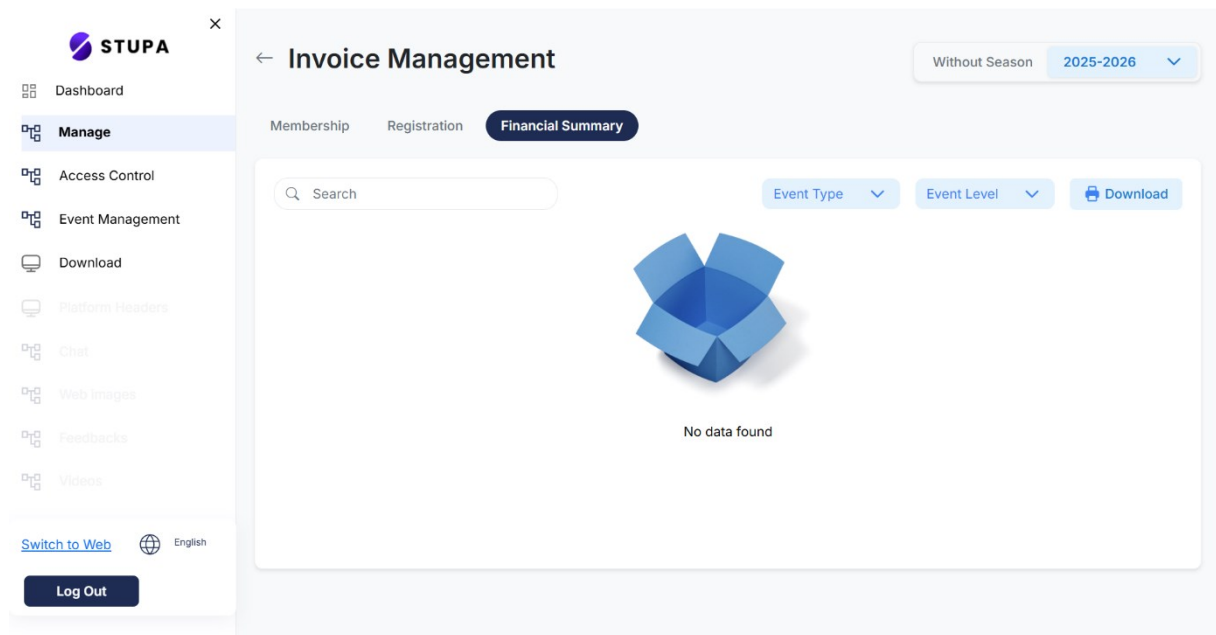 STUPA
Dashboard
Manage
Access Control
Event Management
Download
Platform Headers
Chat
Web Images
Feedbacks
Videos
Switch to Web
English
Log Out
Invoice Management
Without Season
2025-2026
Membership
Registration
Financial Summary
Search
Event Type
Event Level
Download
No data found